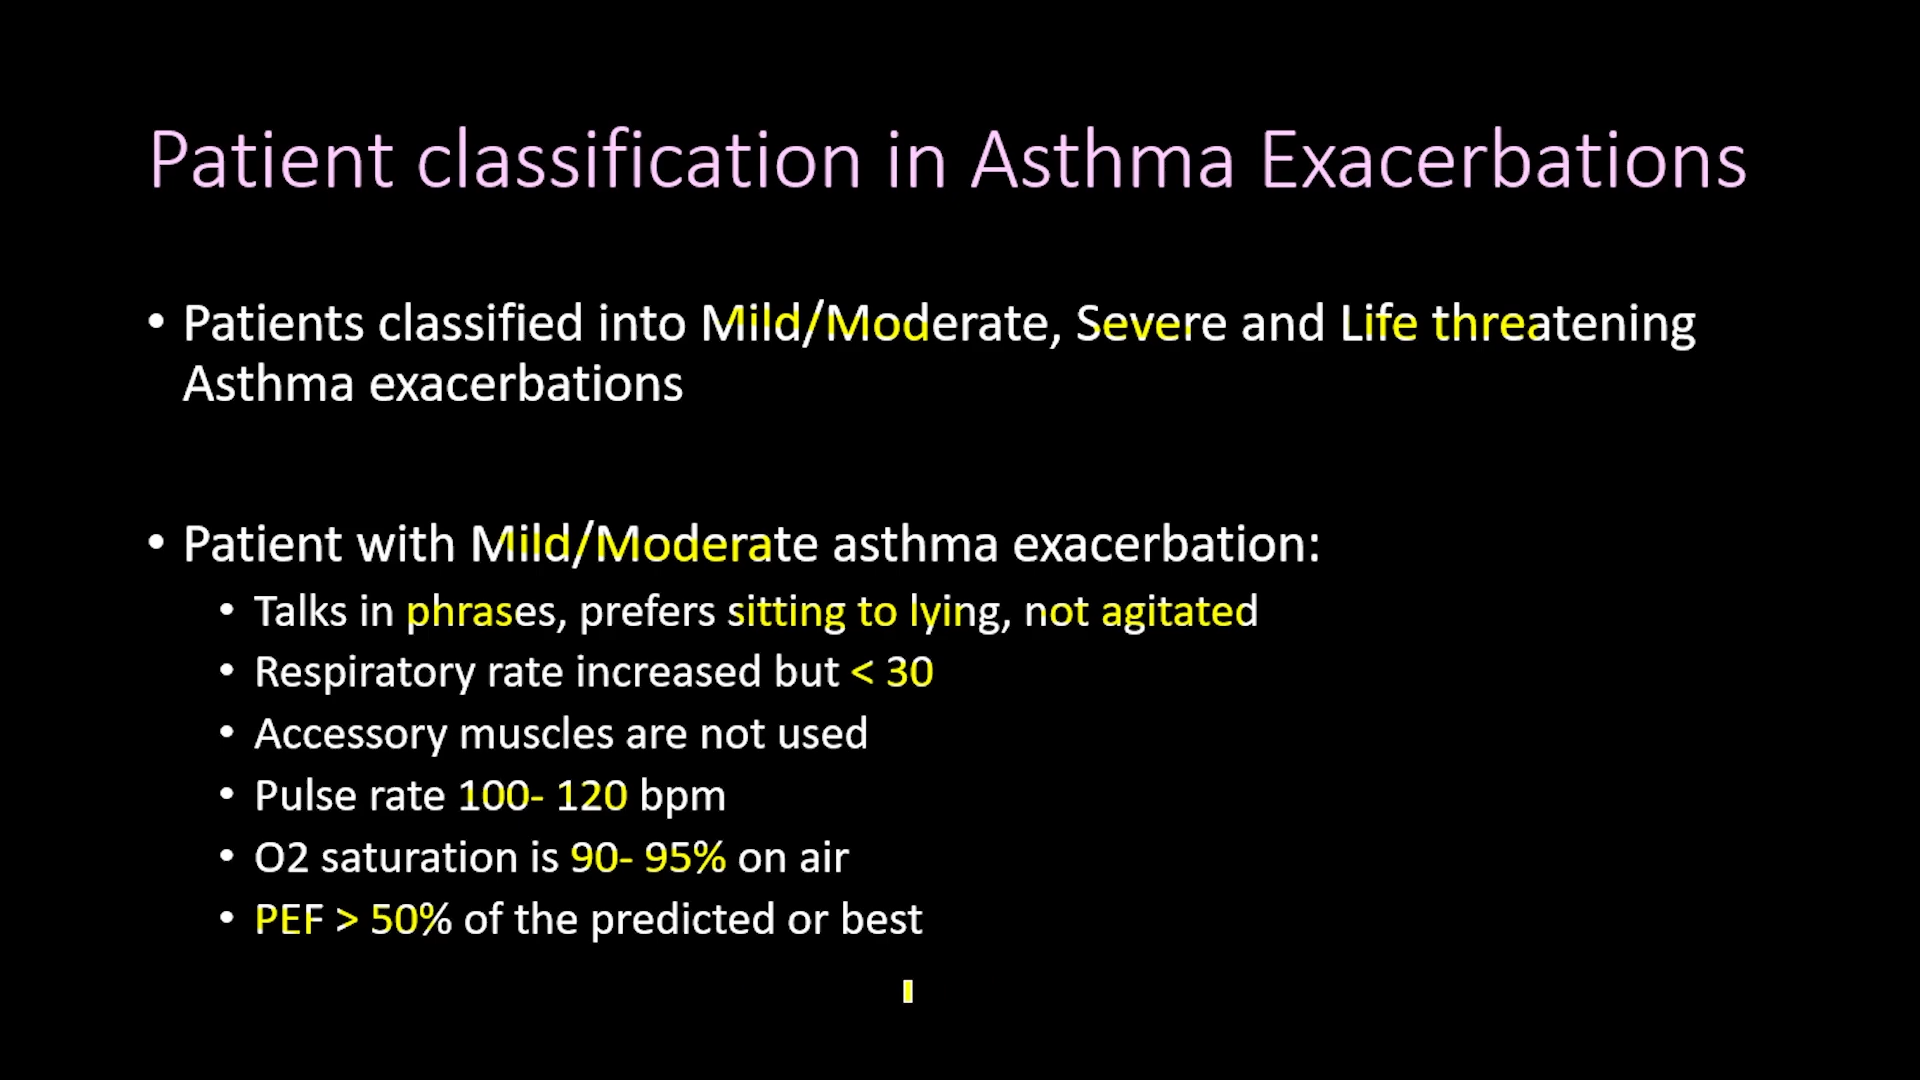 Patient classification in Asthma Exacerbations
• Patients classified into Mild/Moderate, Severe and Life threatening
Asthma exacerbations
• Patient with Mild/Moderate asthma exacerbation:
• Talks in phrases, prefers sitting to lying, not agitated
• Respiratory rate increased but < 30
• Accessory muscles are not used
• Pulse rate 100- 120 bpm
• O2 saturation is 90- 95% on air
• PEF > 50% of the predicted or best